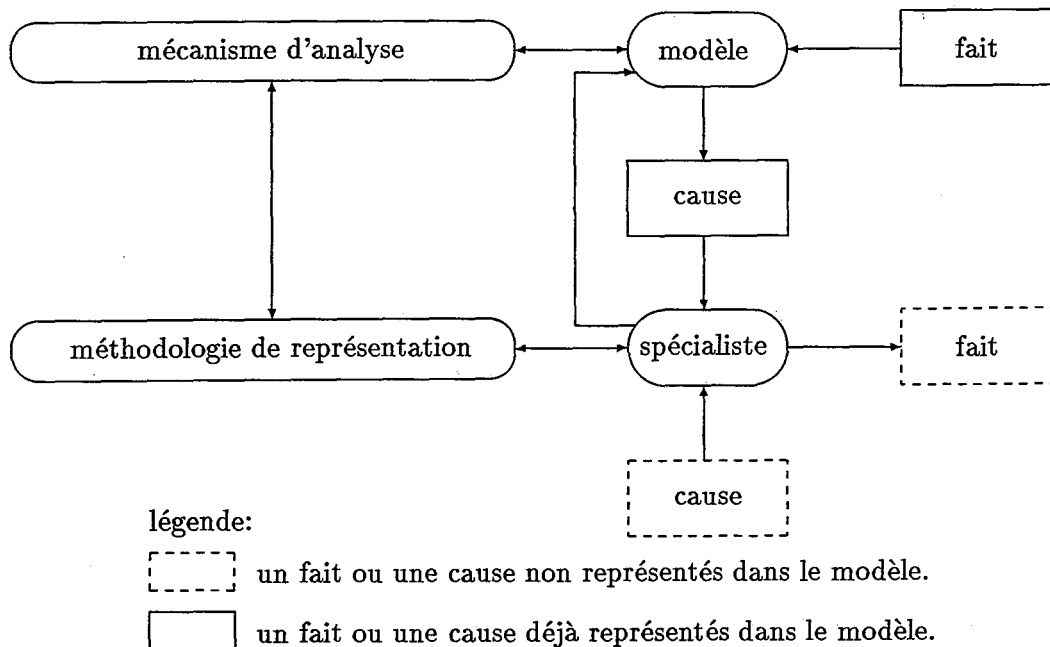 mécanisme d'analyse
modèle
fait
cause
méthodologie de représentation
spécialiste
fait
cause
légende:
un fait ou une cause non représentés dans le modèle.
un fait ou une cause déjà représentés dans le modèle.